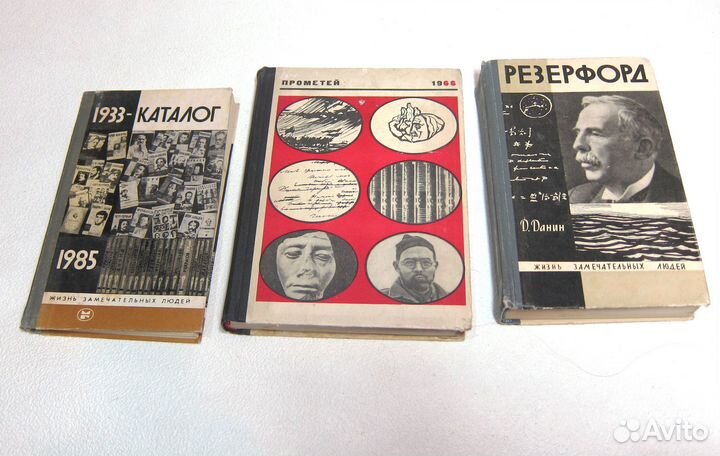 1933-КАТАЛОГ
1985
ЖИЗНЬ ЗАМЕЧАТЕЛЬНЫХ ЛЮДЕЙ
ПРОМЕТЕЙ 1966
РЕЗЕРФОРД
Д. Данин
ЖИЗНЬ ЗАМЕЧАТЕЛЬНЫХ ЛЮДЕЙ
Avito